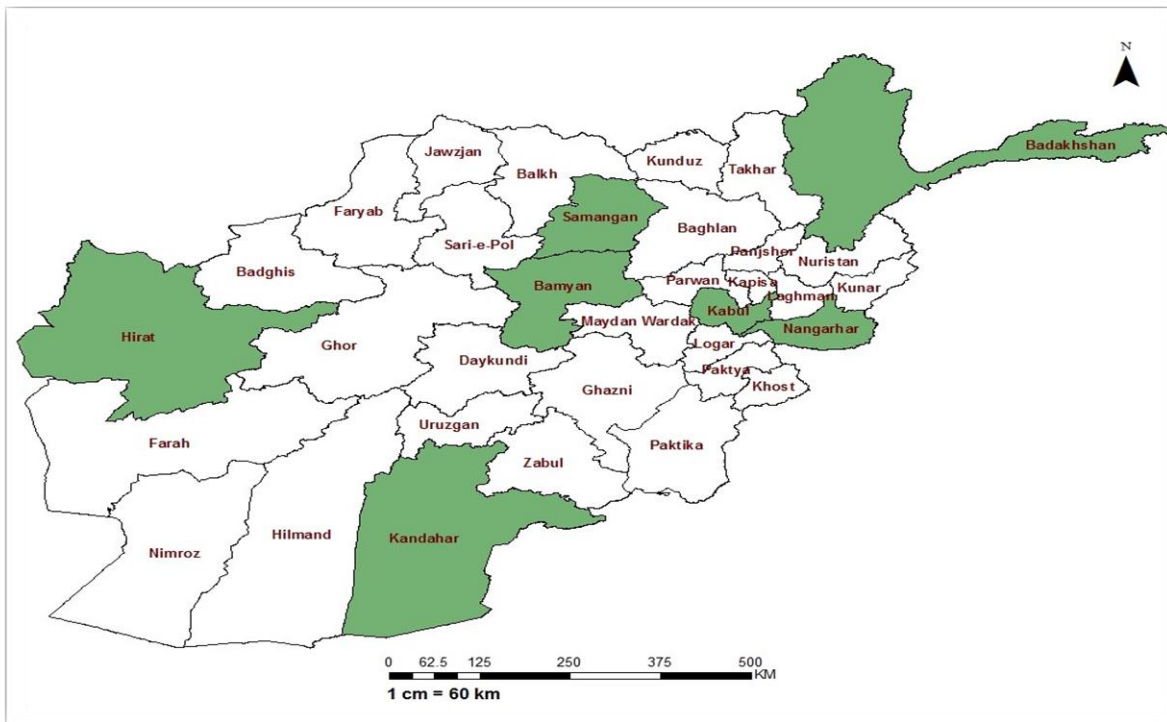 N
Badakhshan
Jawzjan
Balkh
Kunduz
Takhar
Faryab
Samangan
Sari-e-Pol
Baghlan
Panjsher
Nuristan
Badghis
Bamyan
Parwan
Kapisa
Kunar
Laghman
Hirat
Maydan Wardak
Kabul
Nangarhar
Ghor
Logar
Daykundi
Paktya
Ghazni
Khost
Uruzgan
Farah
Paktika
Zabul
Hilmand
Kandahar
Nimroz
0 62.5 125 250 375 500
KM
1 cm = 60 km